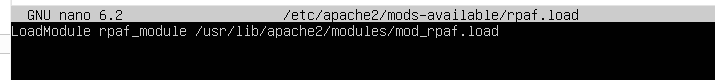 GNU nano 6.2 /etc/apache2/mods-available/rpaf.load
LoadModule rpaf_module /usr/lib/apache2/modules/mod_rpaf.load